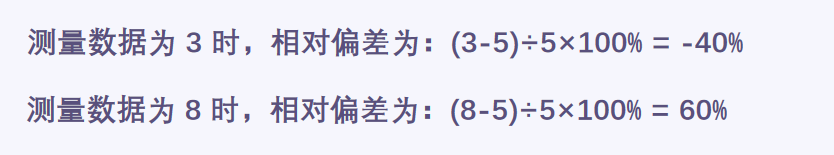 测量数据为 3 时，相对偏差为：(3-5)÷5×100% = -40%
测量数据为 8 时，相对偏差为：(8-5)÷5×100% = 60%